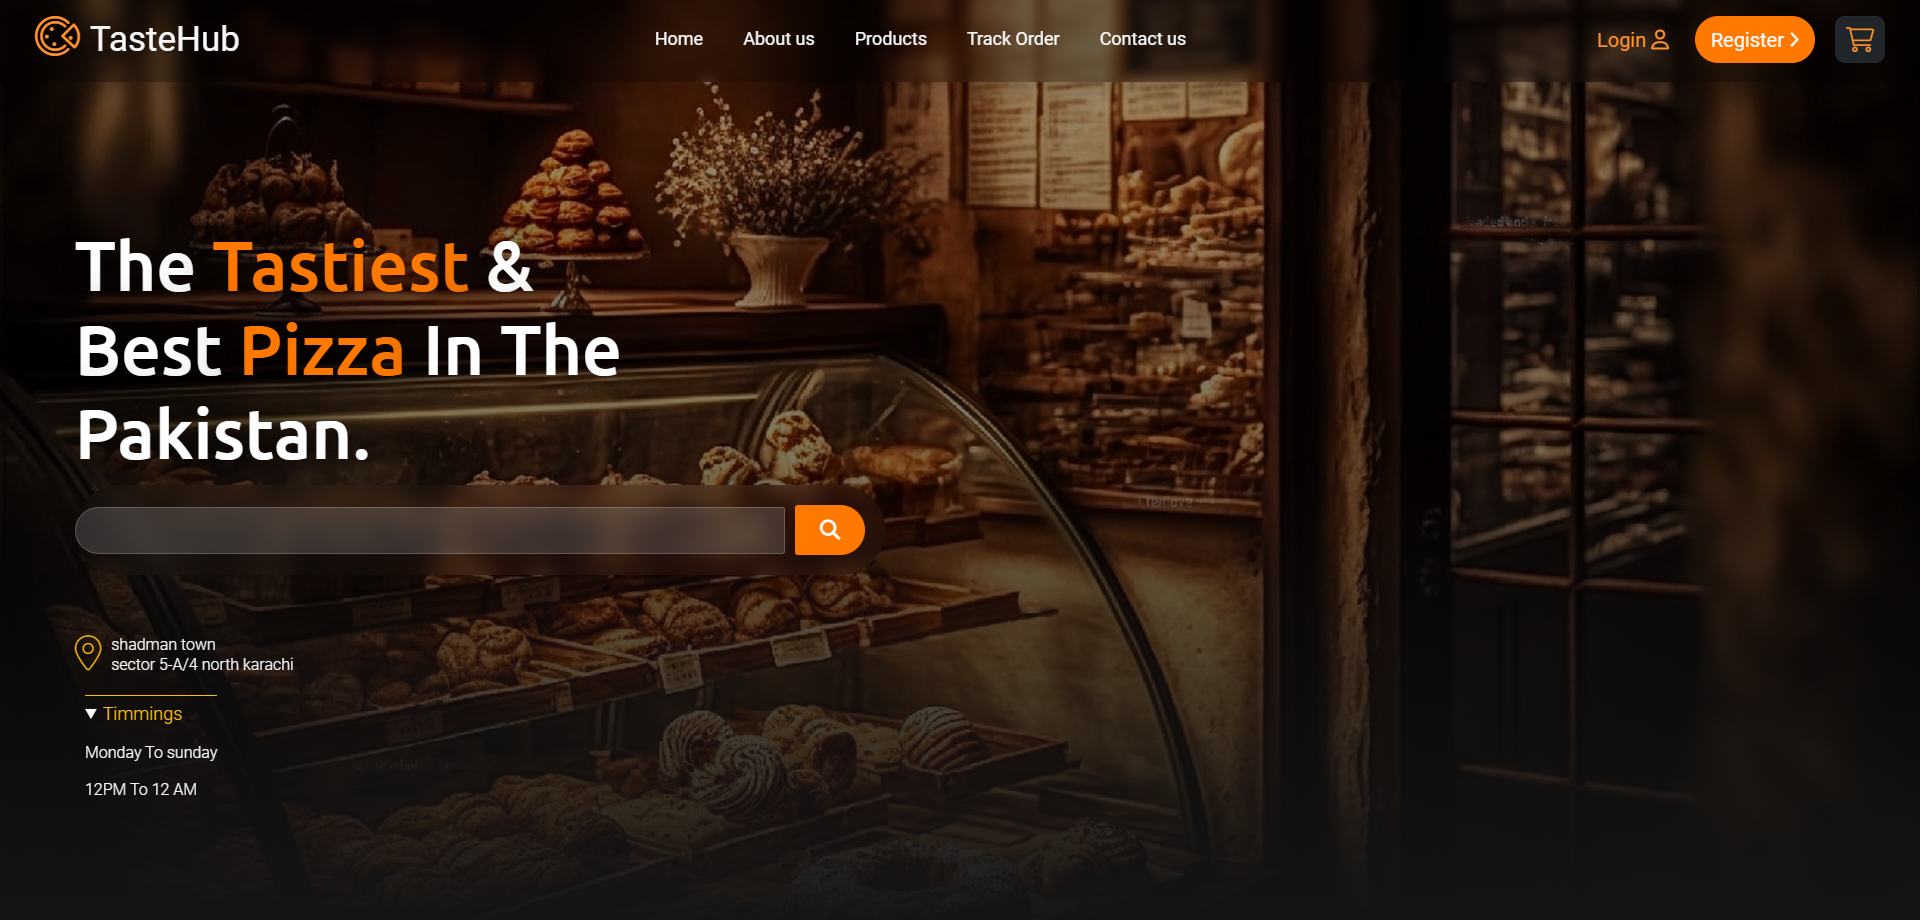 TasteHub
Home About us Products Track Order Contact us
Login Register
The Tastiest &
Best Pizza In The
Pakistan.
remove
shadman town
sector 5-A/4 north karachi
Timmings
Monday To sunday
12PM To 12 AM